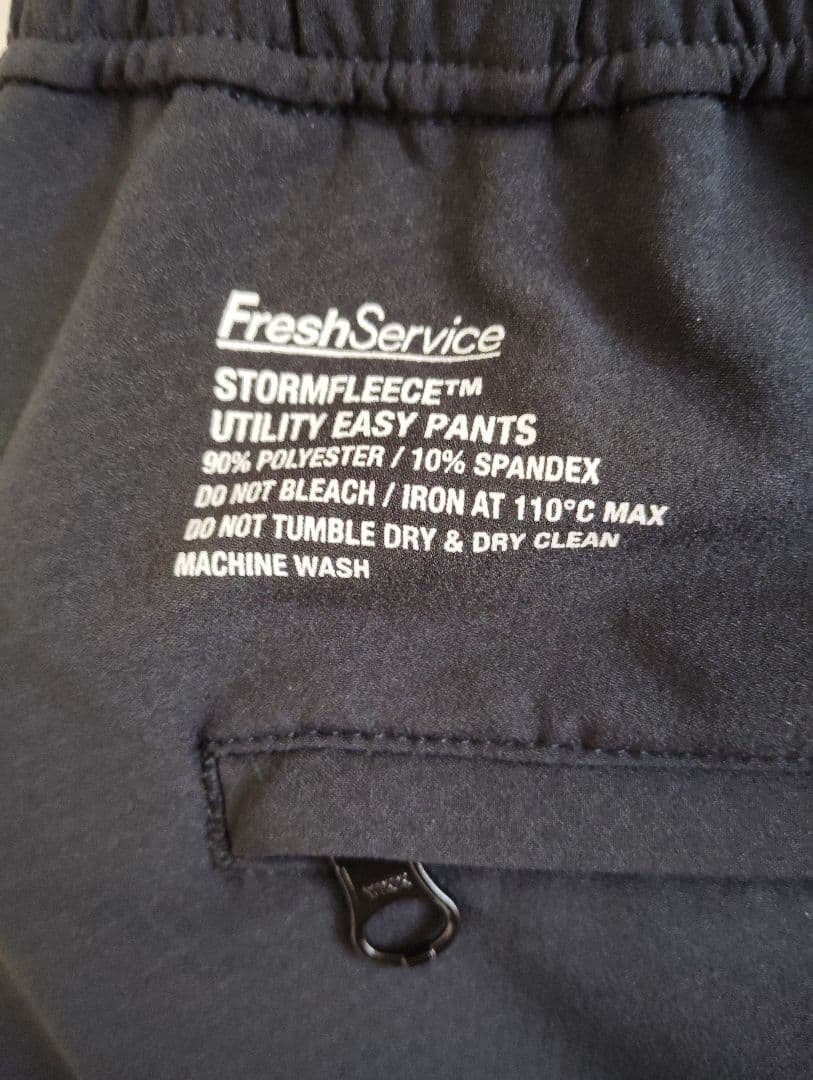 FreshService
STORMFLEECE™
UTILITY EASY PANTS
90% POLYESTER / 10% SPANDEX
DO NOT BLEACH / IRON AT 110°C MAX
DO NOT TUMBLE DRY & DRY CLEAN
MACHINE WASH